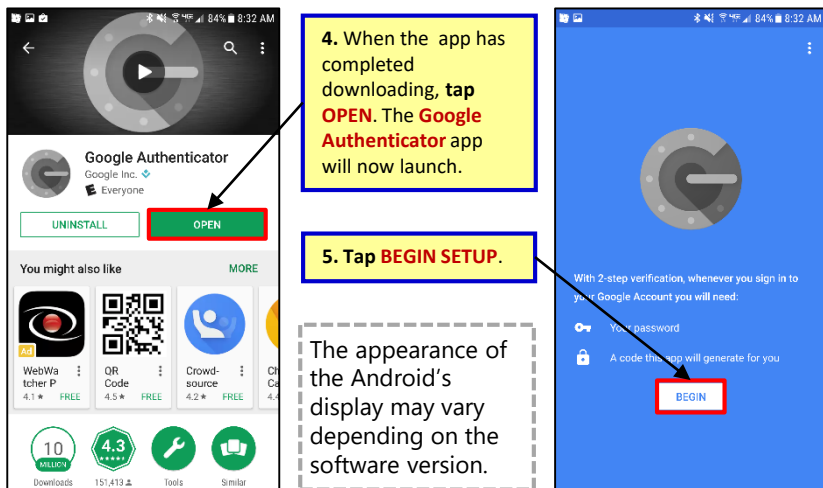 84% 8:32 AM
Google Authenticator
Google Inc.
Everyone
UNINSTALL
OPEN
You might also like
MORE
Ad
WebWa
tcher P
4.1★ FREE
QR
Code
4.5★ FREE
Crowd-
source
4.2★ FREE
Ch
Ca
4.4
10
MILLION
Downloads
4.3
151,413
Tools
Similar
4. When the app has
completed
downloading, tap
OPEN. The Google
Authenticator app
will now launch.
5. Tap BEGIN SETUP.
The appearance of
the Android's
display may vary
depending on the
software version.
84% 8:32 AM
With 2-step verification, whenever you sign in to
your Google Account you will need:
Your password
A code this app will generate for you
BEGIN